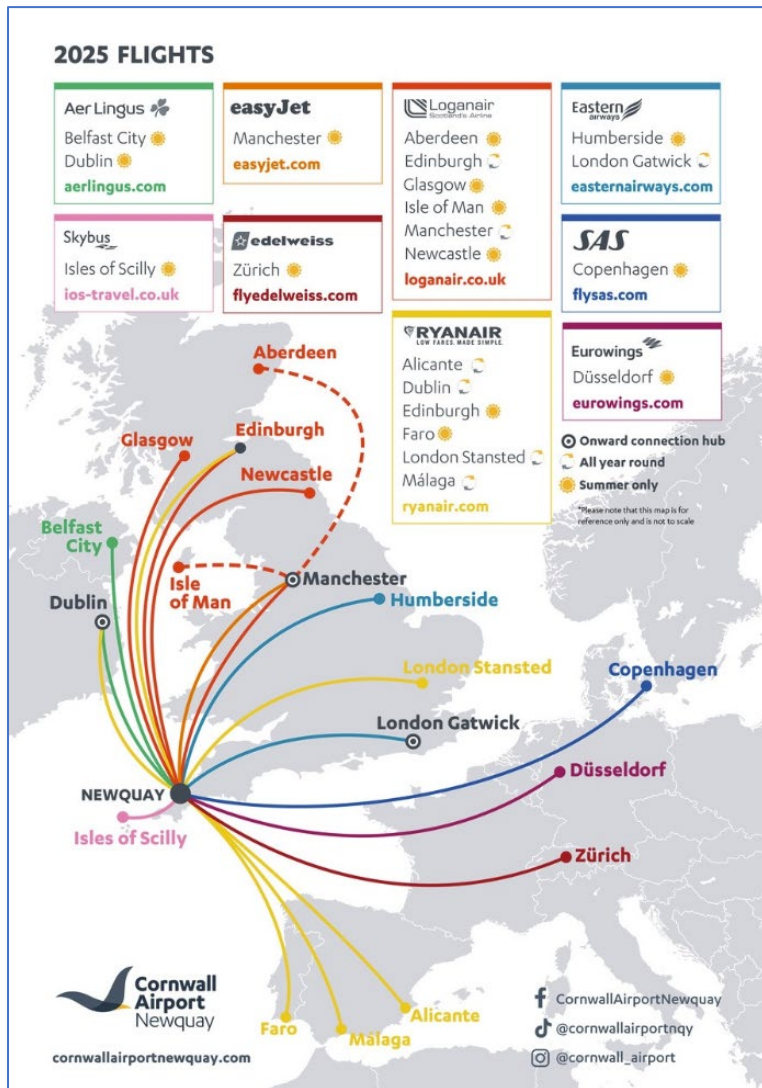 2025 FLIGHTS
Aer Lingus
Belfast City
Dublin
aerlingus.com
easyJet
Manchester
easyjet.com
Loganair
Scotland's Airline
Aberdeen
Edinburgh
Glasgow
Isle of Man
Manchester
Newcastle
loganair.co.uk
Eastern
airways
Humberside
London Gatwick
easternairways.com
Skybus
Isles of Scilly
ios-travel.co.uk
edelweiss
Zürich
flyedelweiss.com
SAS
Copenhagen
flysas.com
RYANAIR
LOW FARES. MADE SIMPLE.
Alicante
Dublin
Edinburgh
Faro
London Stansted
Málaga
ryanair.com
Eurowings
Düsseldorf
eurowings.com
Onward connection hub
All year round
Summer only
*Please note that this map is for
reference only and is not to scale
Aberdeen
Glasgow
Edinburgh
Newcastle
Belfast
City
Isle
of Man
Manchester
Dublin
Humberside
London Stansted
Copenhagen
London Gatwick
Düsseldorf
NEWQUAY
Isles of Scilly
Zürich
Faro
Málaga
Alicante
Cornwall
Airport
Newquay
cornwallairportnewquay.com
CornwallAirportNewquay
@cornwallairportnqy
@cornwall_airport